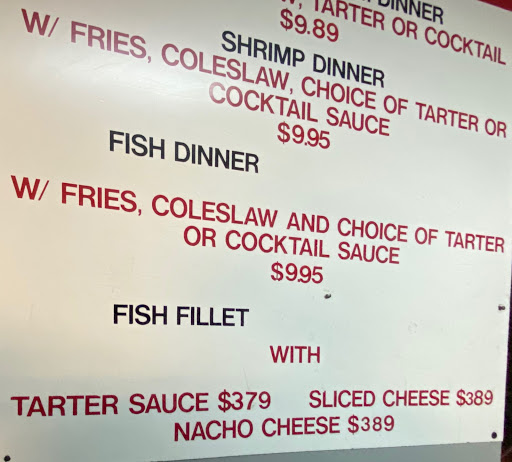 DINNER
TARTER OR COCKTAIL
$9.89
SHRIMP DINNER
W/ FRIES, COLESLAW, CHOICE OF TARTER OR
COCKTAIL SAUCE
$9.95
FISH DINNER
W/ FRIES, COLESLAW AND CHOICE OF TARTER
OR COCKTAIL SAUCE
$9.95
FISH FILLET
WITH
TARTER SAUCE $379 SLICED CHEESE $389
NACHO CHEESE $389